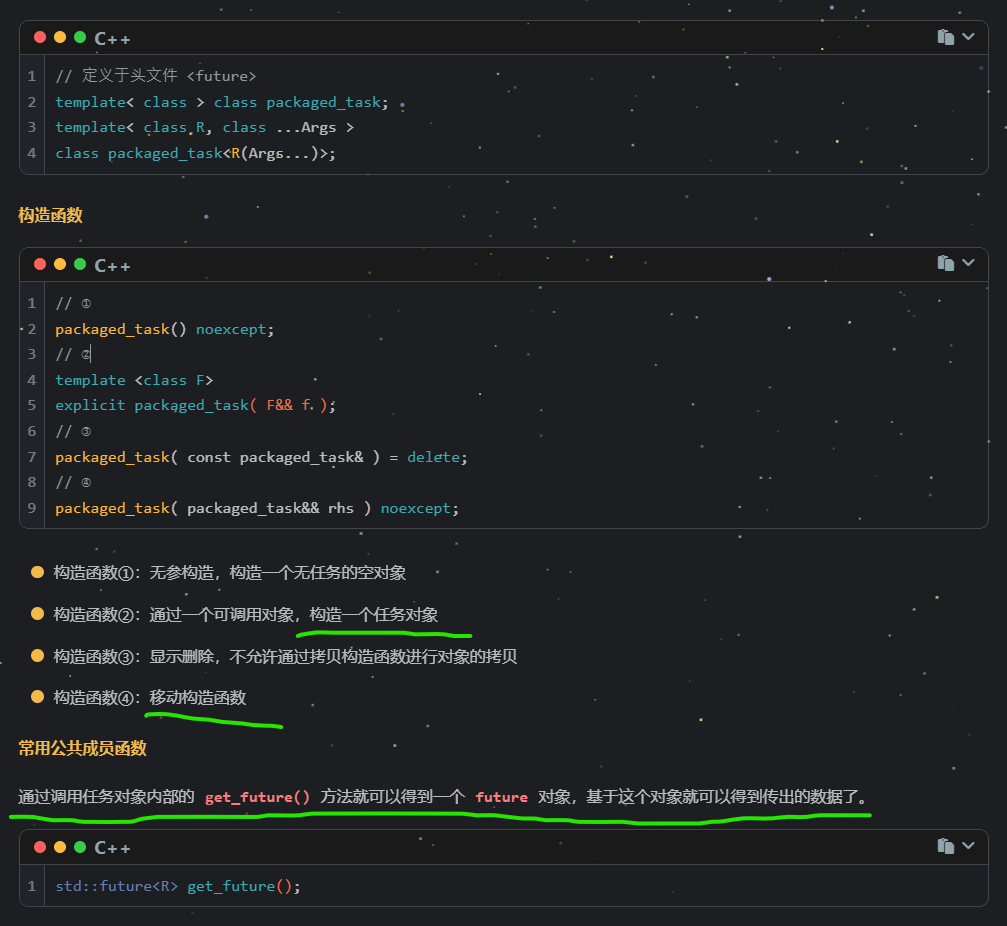 C++
1 // 定义于头文件 <future>
2 template< class > class packaged_task;
3 template< class R, class ...Args >
4 class packaged_task<R(Args...)>;
构造函数
C++
1 // ①
2 packaged_task() noexcept;
3 // ②
4 template <class F>
5 explicit packaged_task( F&& f );
6 // ③
7 packaged_task( const packaged_task& ) = delete;
8 // ④
9 packaged_task( packaged_task&& rhs ) noexcept;
构造函数①：无参构造，构造一个无任务的空对象
构造函数②：通过一个可调用对象，构造一个任务对象
构造函数③：显示删除，不允许通过拷贝构造函数进行对象的拷贝
构造函数④：移动构造函数
常用公共成员函数
通过调用任务对象内部的 get_future() 方法就可以得到一个 future 对象，基于这个对象就可以得到传出的数据了。
C++
1 std::future<R> get_future();